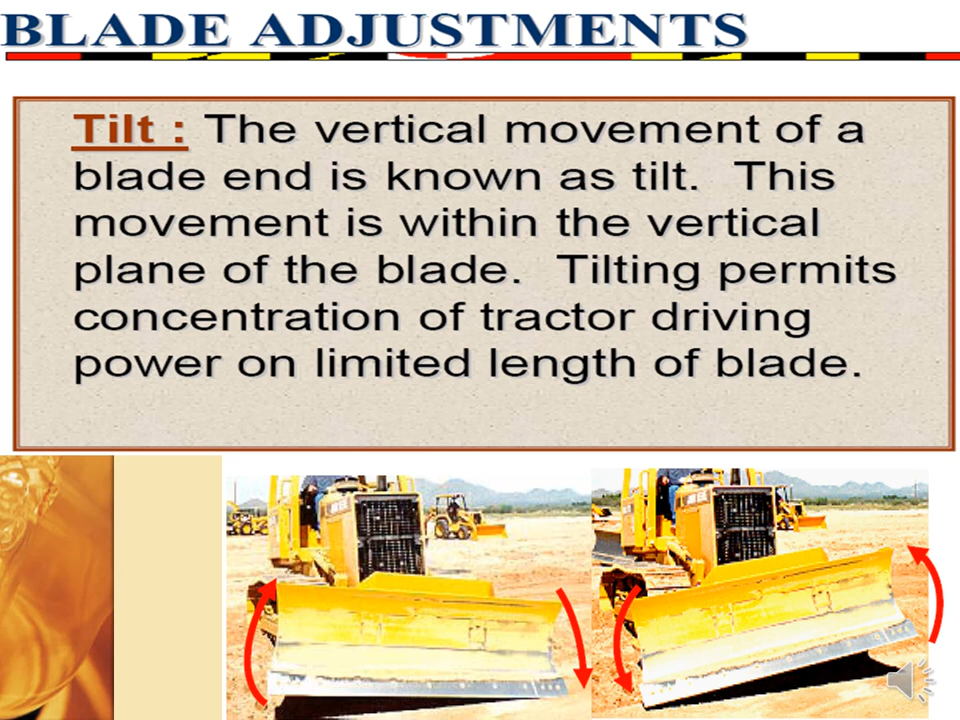 BLADE ADJUSTMENTS
Tilt : The vertical movement of a
blade end is known as tilt. This
movement is within the vertical
plane of the blade. Tilting permits
concentration of tractor driving
power on limited length of blade.